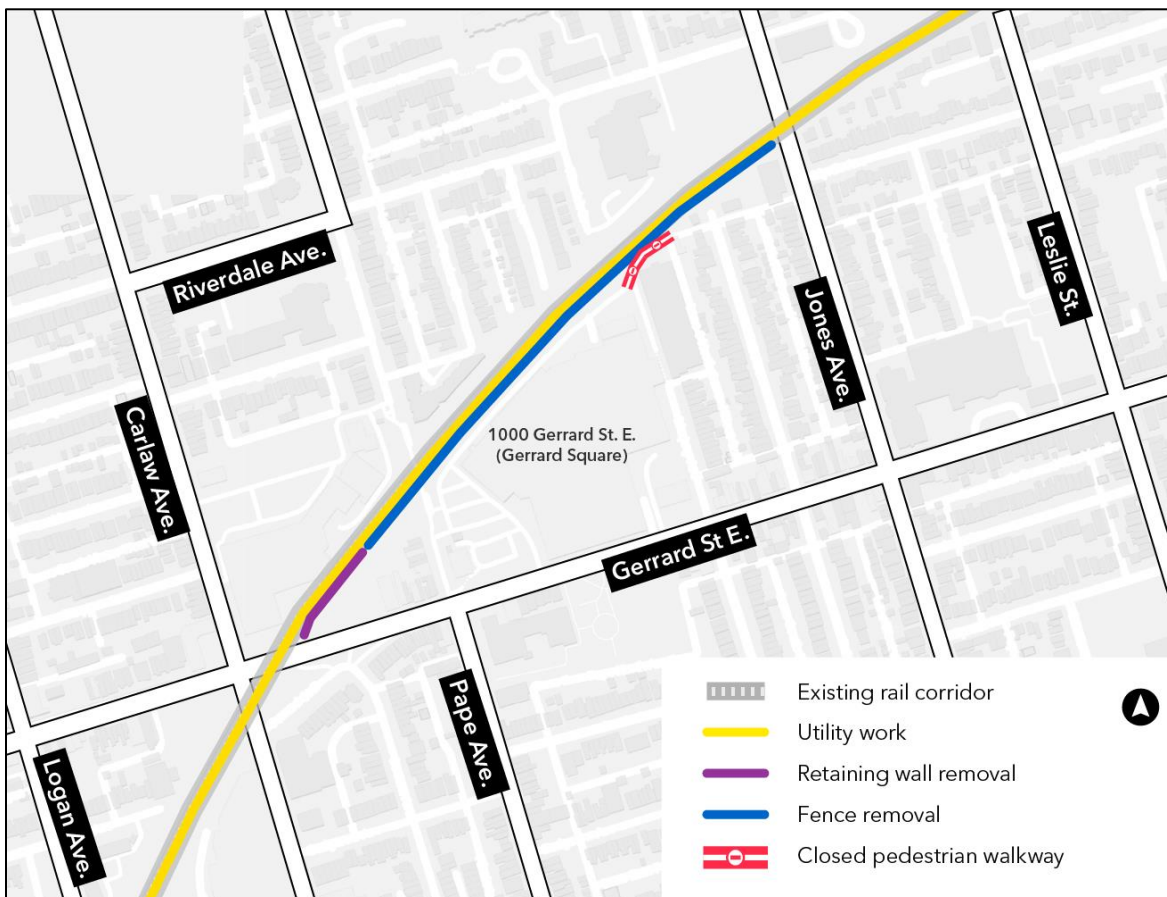 Riverdale Ave.
Leslie St.
Jones Ave.
Carlaw Ave.
1000 Gerrard St. E.
(Gerrard Square)
Gerrard St E.
Pape Ave.
Logan Ave.
Existing rail corridor
Utility work
Retaining wall removal
Fence removal
Closed pedestrian walkway